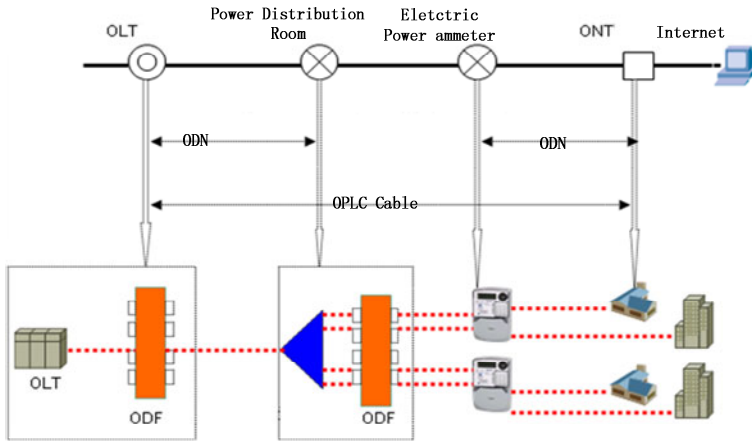 OLT
Power Distribution
Room
Eletctric
Power ammeter
ONT
Internet
ODN
ODN
OPLC Cable
OLT
ODF
ODF